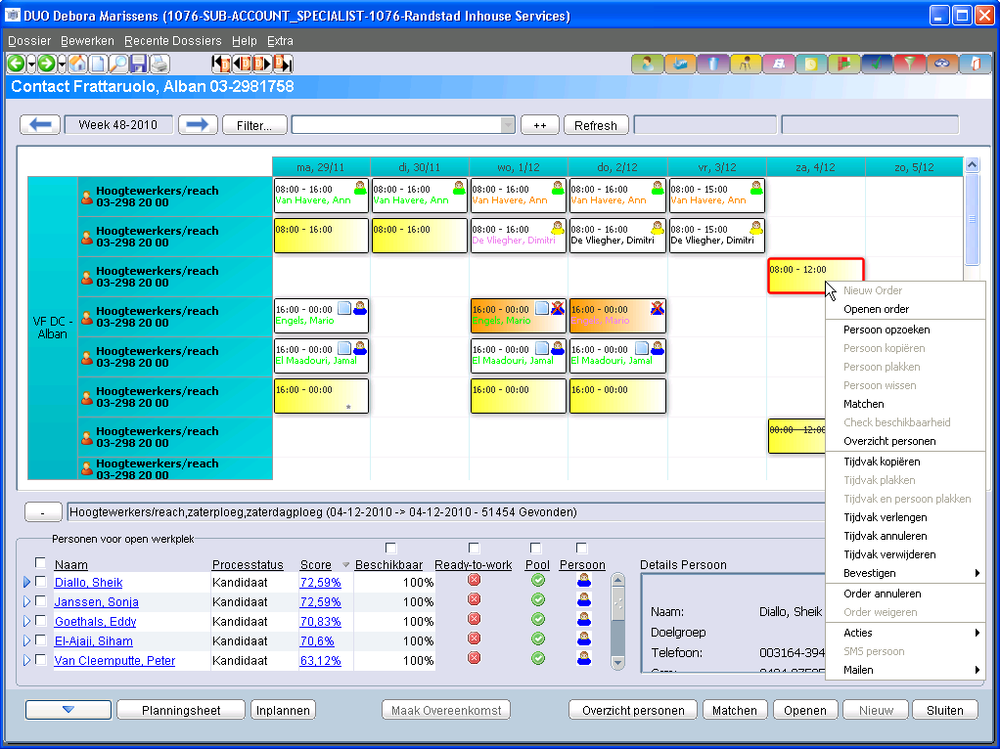 DUO Debora Marissens (1076-SUB-ACCOUNT_SPECIALIST-1076-Randstad Inhouse Services)
Dossier Bewerken Recente Dossiers Help Extra
Contact Frattaruolo, Alban 03-2981758
Week 48-2010 Filter... ++ Refresh
ma, 29/11 di, 30/11 wo, 1/12 do, 2/12 vr, 3/12 za, 4/12 zo, 5/12
VF DC -
Alban
Hoogtewerkers/reach
03-298 20 00
08:00 - 16:00 08:00 - 16:00 08:00 - 16:00 08:00 - 16:00 08:00 - 15:00
Van Havere, Ann Van Havere, Ann Van Havere, Ann Van Havere, Ann Van Havere, Ann
Hoogtewerkers/reach
03-298 20 00
08:00 - 16:00 08:00 - 16:00 08:00 - 16:00 08:00 - 16:00 08:00 - 15:00
De Vliegher, Dimitri De Vliegher, Dimitri De Vliegher, Dimitri
Hoogtewerkers/reach
03-298 20 00
08:00 - 12:00
Hoogtewerkers/reach
03-298 20 00
16:00 - 00:00 16:00 - 00:00 16:00 - 00:00
Engels, Mario Engels, Mario Engels, Mario
Hoogtewerkers/reach
03-298 20 00
16:00 - 00:00 16:00 - 00:00 16:00 - 00:00
El Maadouri, Jamal El Maadouri, Jamal El Maadouri, Jamal
Hoogtewerkers/reach
03-298 20 00
16:00 - 00:00 16:00 - 00:00 16:00 - 00:00
*
Hoogtewerkers/reach
03-298 20 00
00:00 - 12:00
Hoogtewerkers/reach
03-298 20 00
Nieuw Order
Openen order
Persoon opzoeken
Persoon kopiëren
Persoon plakken
Persoon wissen
Matchen
Check beschikbaarheid
Overzicht personen
Tijdvak kopiëren
Tijdvak plakken
Tijdvak en persoon plakken
Tijdvak verlengen
Tijdvak annuleren
Tijdvak verwijderen
Bevestigen
Order annuleren
Order weigeren
Acties
SMS persoon
Mailen
- Hoogtewerkers/reach,zaterploeg,zaterdagploeg (04-12-2010 -> 04-12-2010 - 51454 Gevonden)
Personen voor open werkplek
Naam Processtatus Score Beschikbaar Ready-to-work Pool Persoon
Diallo, Sheik Kandidaat 72,59% 100%
Janssen, Sonja Kandidaat 72,59% 100%
Goethals, Eddy Kandidaat 70,83% 100%
El-Ajaji, Siham Kandidaat 70,6% 100%
Van Cleemputte, Peter Kandidaat 63,12% 100%
Details Persoon
Naam: Diallo, Sheik
Doelgroep
Telefoon: 003164-394
Planningsheet Inplannen Maak Overeenkomst Overzicht personen Matchen Openen Nieuw Sluiten